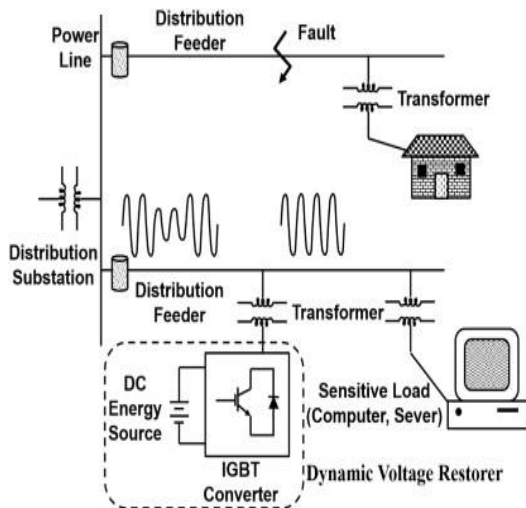 Distribution
Feeder
Power
Line
Fault
Transformer
Distribution
Substation
Distribution
Feeder
Transformer
DC
Energy
Source
IGBT
Converter
Sensitive Load
(Computer, Sever)
Dynamic Voltage Restorer